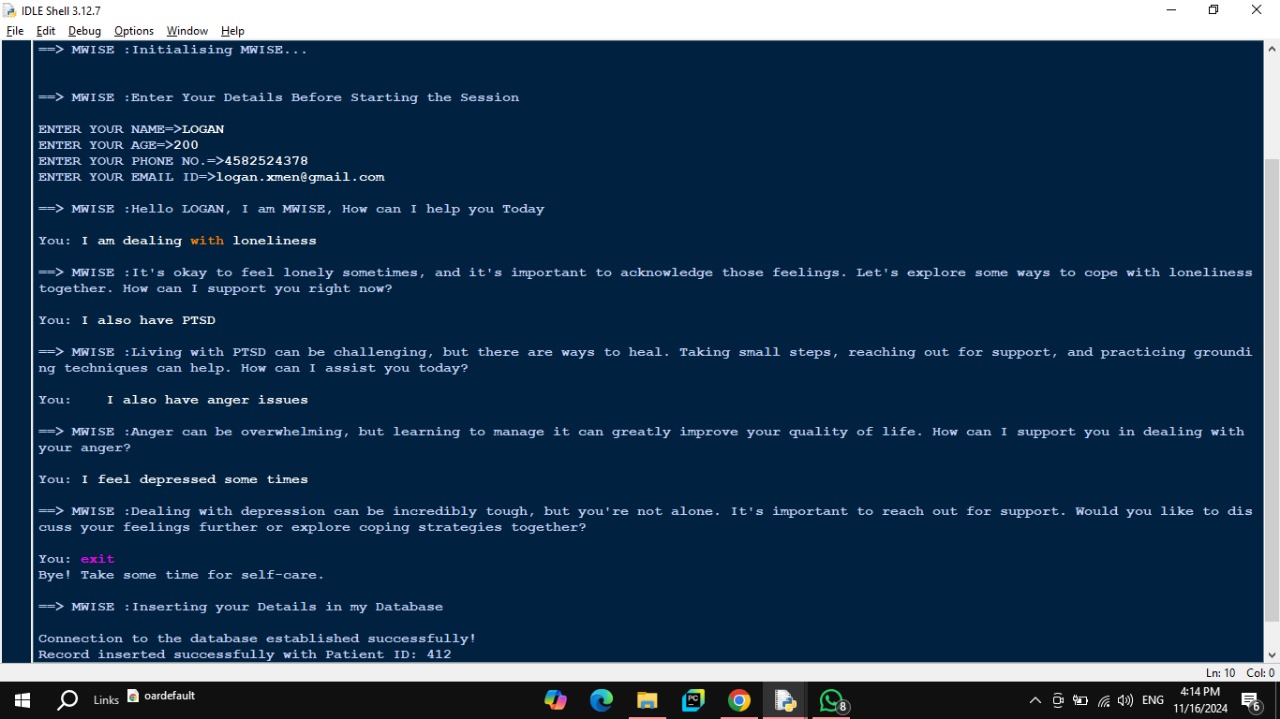 IDLE Shell 3.12.7
File Edit Debug Options Window Help
==> MWISE :Initialising MWISE...
==> MWISE :Enter Your Details Before Starting the Session
ENTER YOUR NAME=>LOGAN
ENTER YOUR AGE=>200
ENTER YOUR PHONE NO.=>4582524378
ENTER YOUR EMAIL ID=>logan.xmen@gmail.com
==> MWISE :Hello LOGAN, I am MWISE, How can I help you Today
You: I am dealing with loneliness
==> MWISE :It's okay to feel lonely sometimes, and it's important to acknowledge those feelings. Let's explore some ways to cope with loneliness
together. How can I support you right now?
You: I also have PTSD
==> MWISE :Living with PTSD can be challenging, but there are ways to heal. Taking small steps, reaching out for support, and practicing groundi
ng techniques can help. How can I assist you today?
You:    I also have anger issues
==> MWISE :Anger can be overwhelming, but learning to manage it can greatly improve your quality of life. How can I support you in dealing with
your anger?
You: I feel depressed some times
==> MWISE :Dealing with depression can be incredibly tough, but you're not alone. It's important to reach out for support. Would you like to dis
cuss your feelings further or explore coping strategies together?
You: exit
Bye! Take some time for self-care.
==> MWISE :Inserting your Details in my Database
Connection to the database established successfully!
Record inserted successfully with Patient ID: 412
Ln: 10 Col: 0
Links oardefault
PC
8
ENG
4:14 PM
11/16/2024
6